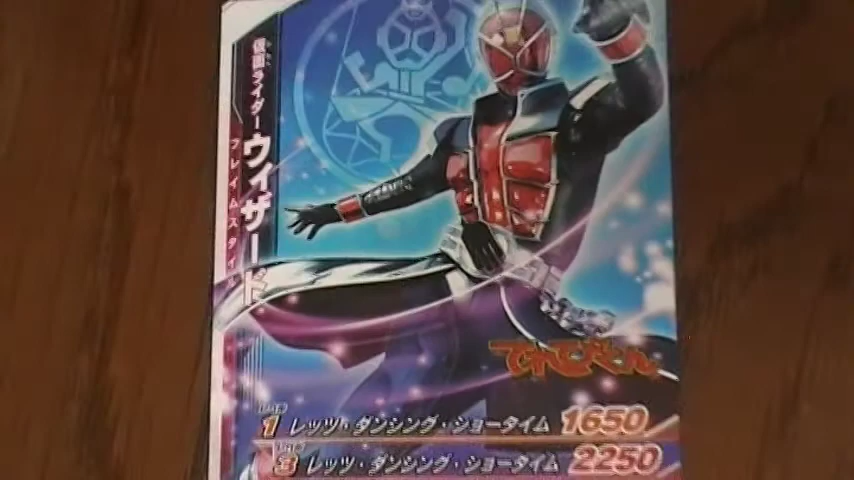 仮面ライダーウィザード
フレイムスタイル
てれびくん
1 レッツ・ダンシング・ショータイム 1650
3 レッツ・ダンシング・ショータイム 2250